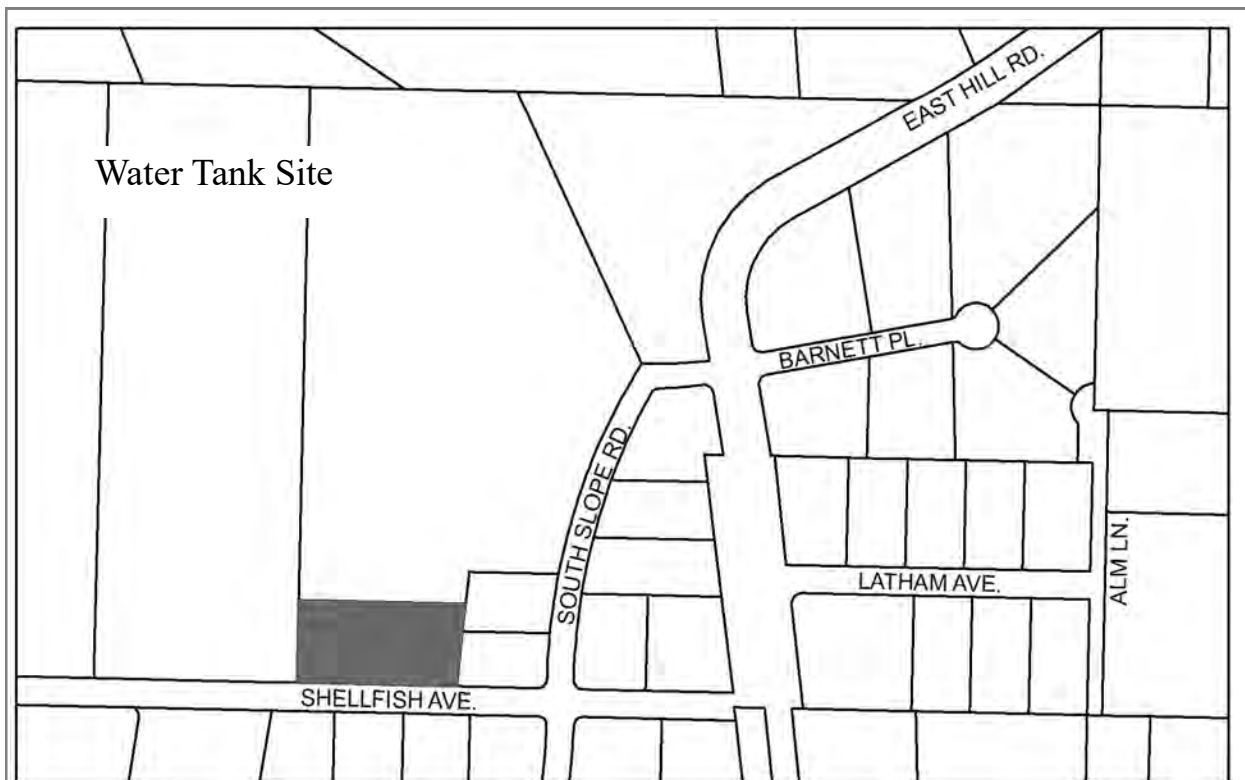 EAST HILL RD.
Water Tank Site
BARNETT PL.
SOUTH SLOPE RD.
ALM LN.
LATHAM AVE.
SHELLFISH AVE.